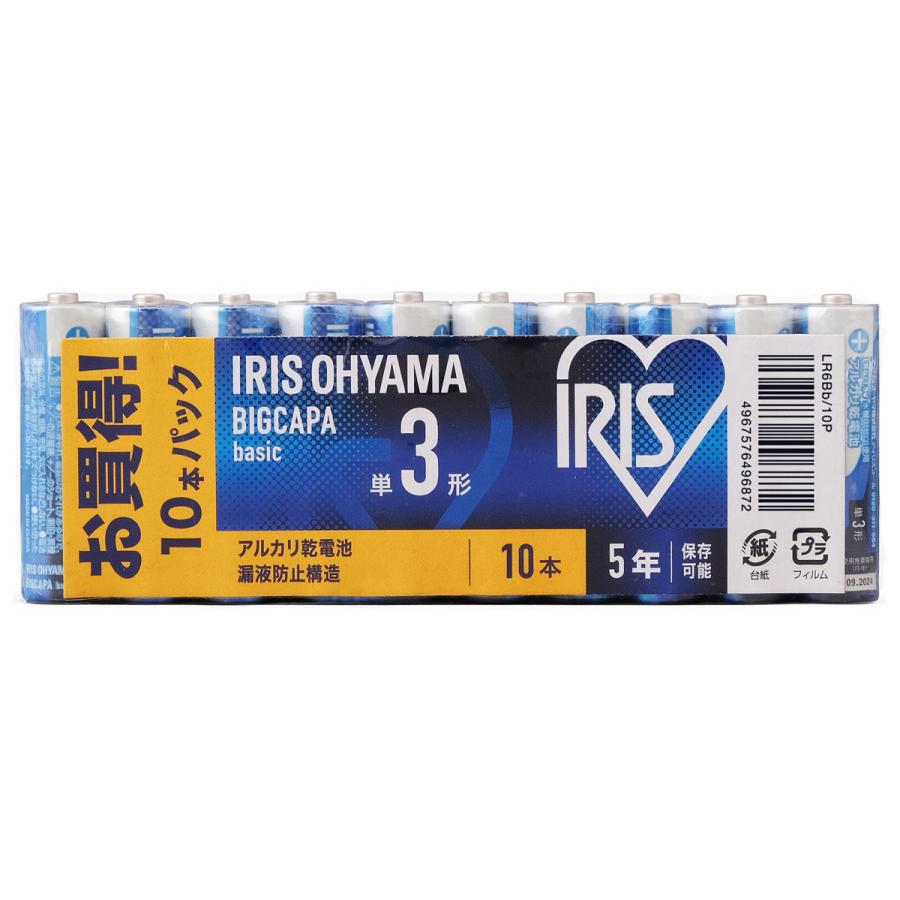 お買得!
10本パック
IRIS OHYAMA
BIGCAPA
basic
単3形
アルカリ乾電池
漏液防止構造
10本
IRIS
5年
保存
可能
4967576496872
LR6Bb/10P
紙
台紙
プラ
フィルム
IRIS OHYAMA
BIGCAPA
アルカリ乾電池
単3形
09.2024